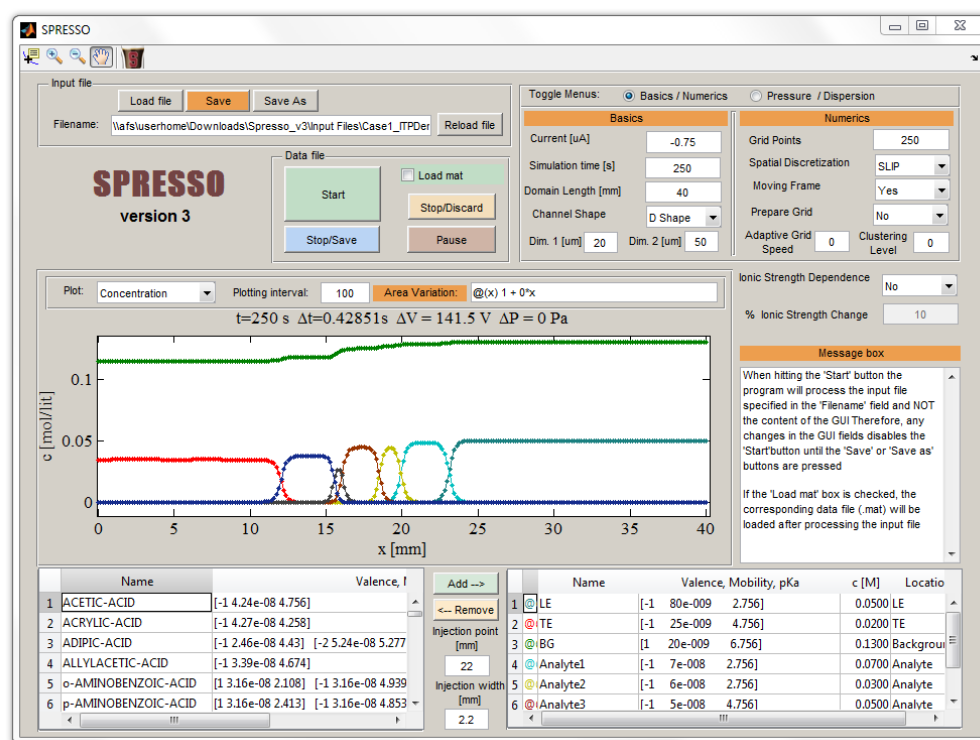 SPRESSO
Input file
Load file Save Save As
Filename: \\afs\userhome\Downloads\Spresso_v3\Input Files\Case1_ITPDer Reload file
SPRESSO
version 3
Data file
Start
Load mat
Stop/Discard
Stop/Save
Pause
Toggle Menus: Basics / Numerics Pressure / Dispersion
Basics
Current [uA] -0.75
Simulation time [s] 250
Domain Length [mm] 40
Channel Shape D Shape
Dim. 1 [um] 20 Dim. 2 [um] 50
Numerics
Grid Points 250
Spatial Discretization SLIP
Moving Frame Yes
Prepare Grid No
Adaptive Grid Speed 0 Clustering Level 0
Plot: Concentration Plotting interval: 100 Area Variation: @(x) 1 + 0*x
t=250 s Δt=0.42851s ΔV = 141.5 V ΔP = 0 Pa
c [mol/lit]
0.1
0.05
0
0 5 10 15 20 25 30 35 40
x [mm]
Ionic Strength Dependence No
% Ionic Strength Change 10
Message box
When hitting the 'Start' button the
program will process the input file
specified in the 'Filename' field and NOT
the content of the GUI Therefore, any
changes in the GUI fields disables the
'Start'button until the 'Save' or 'Save as'
buttons are pressed
If the 'Load mat' box is checked, the
corresponding data file (.mat) will be
loaded after processing the input file
Name Valence, M
1 ACETIC-ACID [-1 4.24e-08 4.756]
2 ACRYLIC-ACID [-1 4.27e-08 4.258]
3 ADIPIC-ACID [-1 2.46e-08 4.43] [-2 5.24e-08 5.277
4 ALLYLACETIC-ACID [-1 3.39e-08 4.674]
5 o-AMINOBENZOIC-ACID [1 3.16e-08 2.108] [-1 3.16e-08 4.939
6 p-AMINOBENZOIC-ACID [1 3.16e-08 2.413] [-1 3.16e-08 4.853
Add -->
<-- Remove
Injection point
[mm]
22
Injection width
[mm]
2.2
Name Valence, Mobility, pKa c [M] Locatio
1 @ LE [-1 80e-009 2.756] 0.0500 LE
2 @ TE [-1 25e-009 4.756] 0.0200 TE
3 @ BG [1 20e-009 6.756] 0.1300 Backgroun
4 @ Analyte1 [-1 7e-008 2.756] 0.0700 Analyte
5 @ Analyte2 [-1 6e-008 2.756] 0.0300 Analyte
6 @ Analyte3 [-1 5e-008 4.756] 0.0500 Analyte